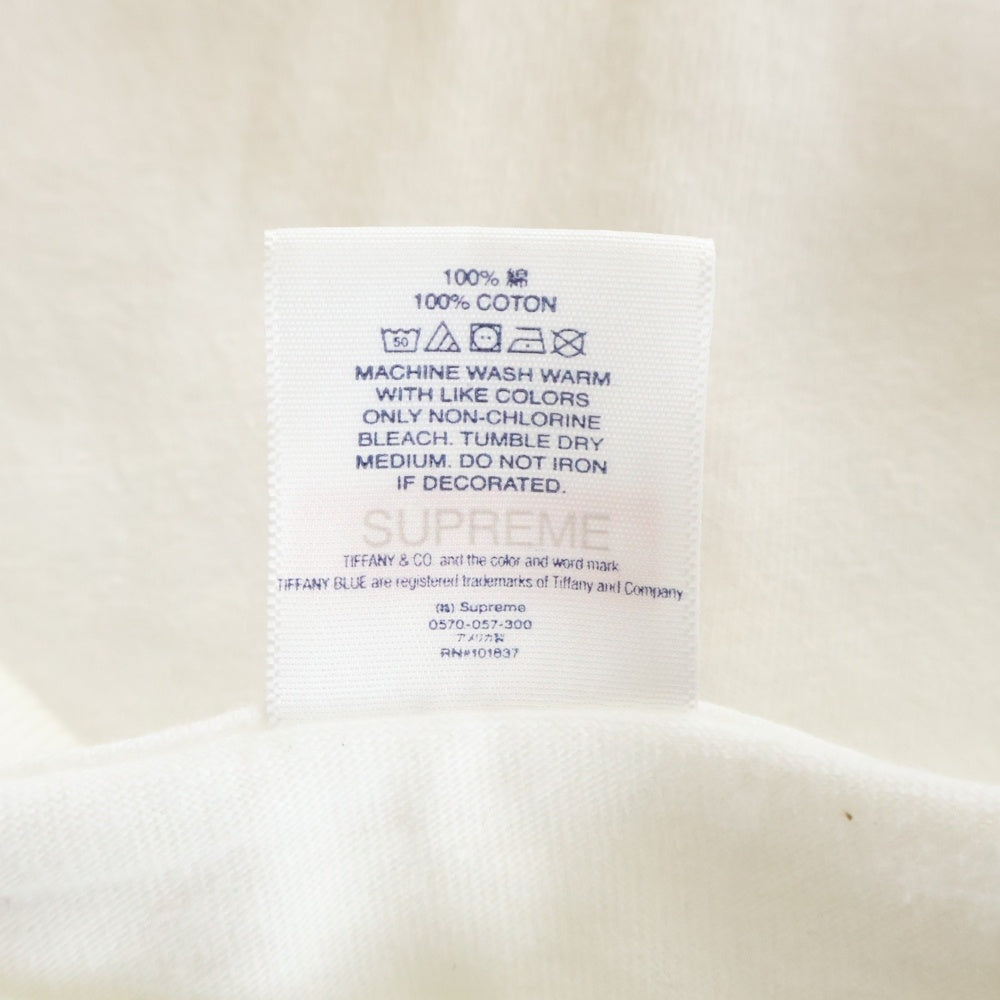 100% 綿
100% COTON
50
MACHINE WASH WARM
WITH LIKE COLORS
ONLY NON-CHLORINE
BLEACH. TUMBLE DRY
MEDIUM. DO NOT IRON
IF DECORATED.
SUPREME
TIFFANY & CO. and the color and word mark
TIFFANY BLUE are registered trademarks of Tiffany and Company
(株) Supreme
0570-057-300
アメリカ製
RN#101837